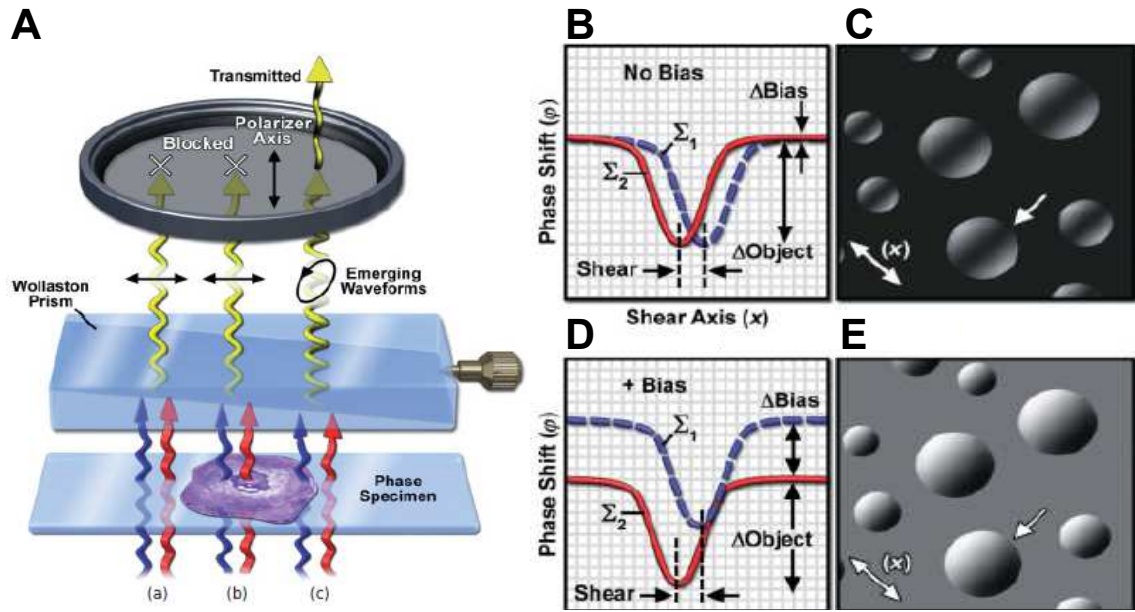 A
Transmitted
Polarizer
Axis
Blocked
Wollaston
Prism
Emerging
Waveforms
Phase
Specimen
(a)
(b)
(c)
B
No Bias
ΔBias
Σ1
Σ2
ΔObject
Shear
Phase Shift (φ)
Shear Axis (x)
C
(x)
D
+ Bias
ΔBias
Σ1
Σ2
ΔObject
Shear
Phase Shift (φ)
E
(x)